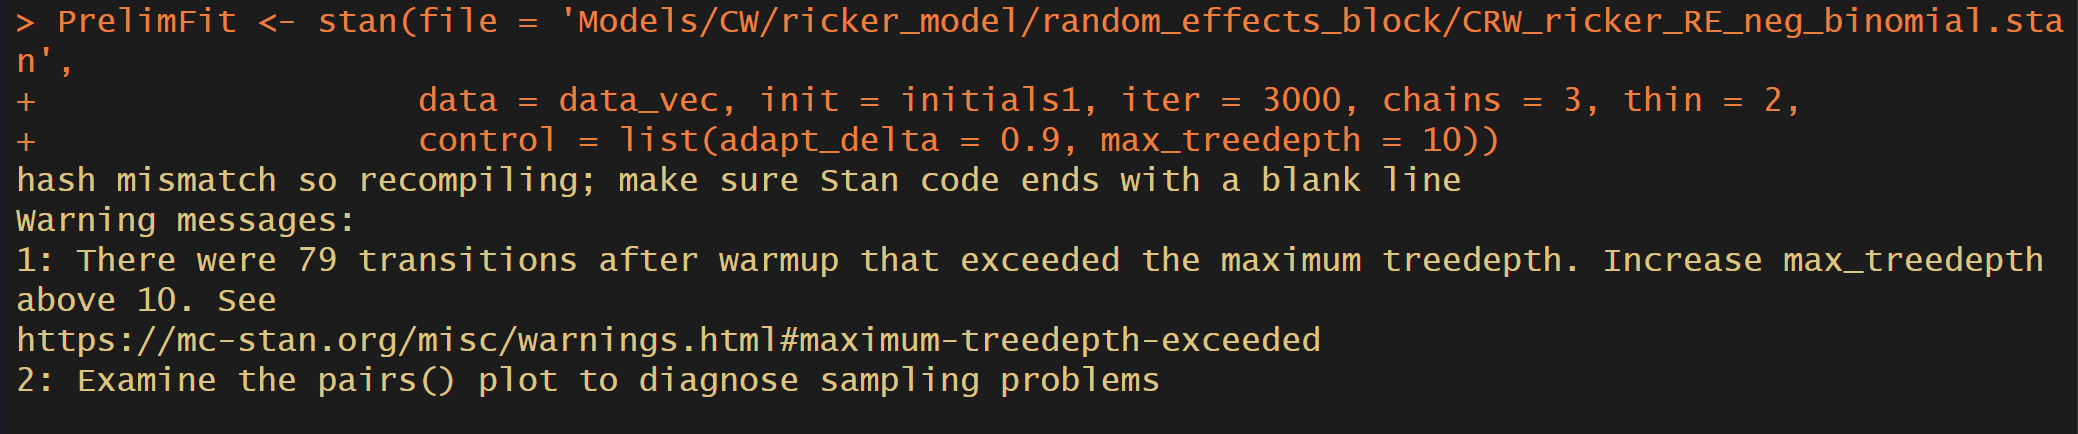 > PrelimFit <- stan(file = 'Models/CW/ricker_model/random_effects_block/CRW_ricker_RE_neg_binomial.sta
n',
+                   data = data_vec, init = initials1, iter = 3000, chains = 3, thin = 2,
+                   control = list(adapt_delta = 0.9, max_treedepth = 10))
hash mismatch so recompiling; make sure Stan code ends with a blank line
Warning messages:
1: There were 79 transitions after warmup that exceeded the maximum treedepth. Increase max_treedepth
above 10. See
https://mc-stan.org/misc/warnings.html#maximum-treedepth-exceeded
2: Examine the pairs() plot to diagnose sampling problems